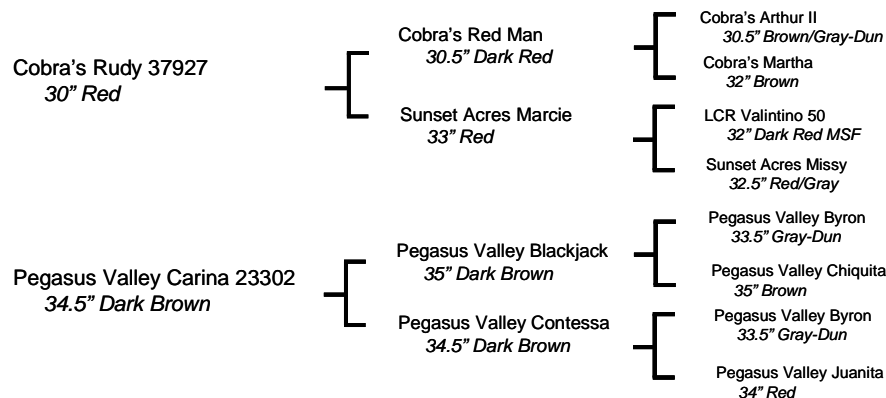 Cobra’s Rudy 37927
30” Red
Cobra’s Red Man
30.5” Dark Red
Cobra’s Arthur II
30.5” Brown/Gray-Dun
Cobra’s Martha
32” Brown
Sunset Acres Marcie
33” Red
LCR Valintino 50
32” Dark Red MSF
Sunset Acres Missy
32.5” Red/Gray
Pegasus Valley Carina 23302
34.5” Dark Brown
Pegasus Valley Blackjack
35” Dark Brown
Pegasus Valley Byron
33.5” Gray-Dun
Pegasus Valley Chiquita
35” Brown
Pegasus Valley Contessa
34.5” Dark Brown
Pegasus Valley Byron
33.5” Gray-Dun
Pegasus Valley Juanita
34” Red